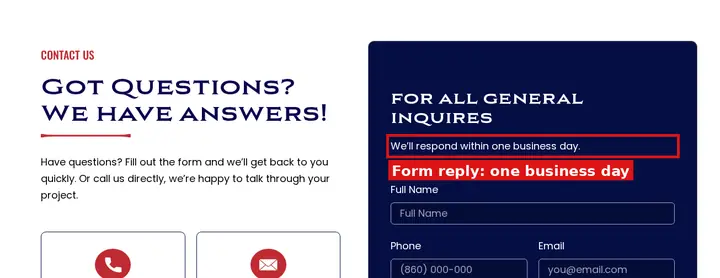 CONTACT US
GOT QUESTIONS?
WE HAVE ANSWERS!
Have questions? Fill out the form and we'll get back to you
quickly. Or call us directly, we're happy to talk through your
project.
FOR ALL GENERAL
INQUIRES
We'll respond within one business day.
Form reply: one business day
Full Name
Full Name
Phone
Email
(860) 000-000
you@email.com